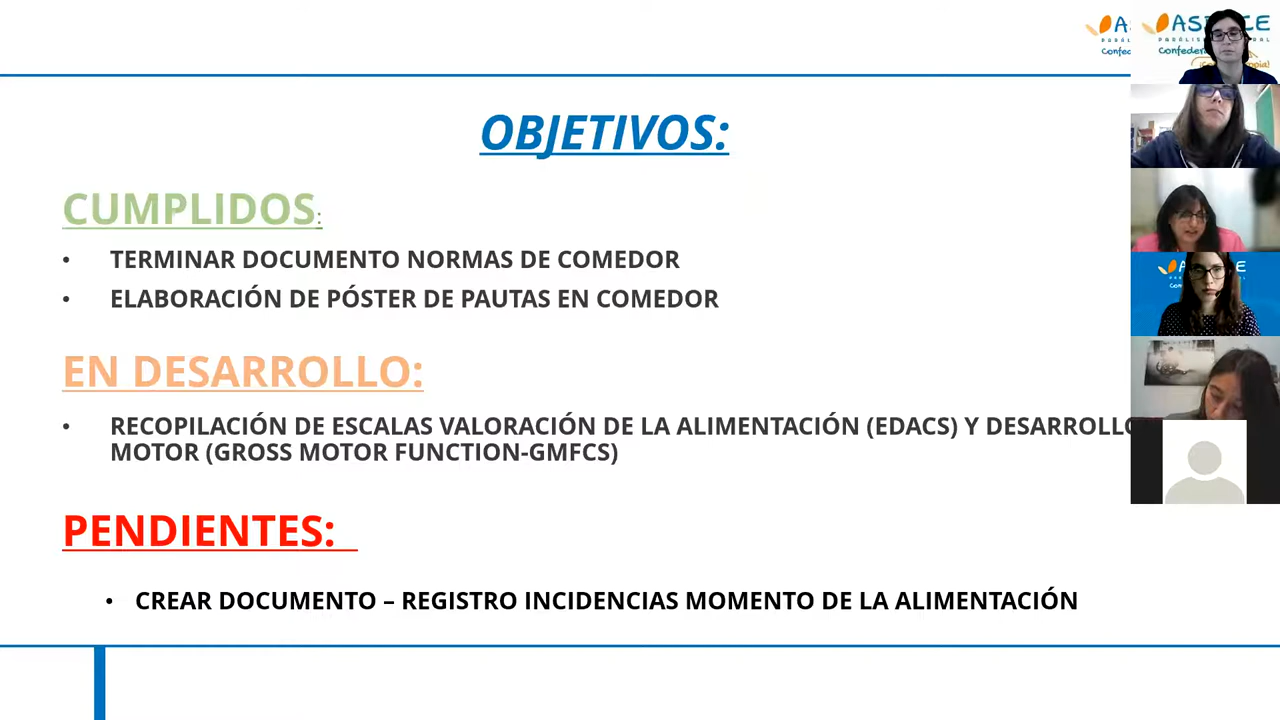 OBJETIVOS:
CUMPLIDOS:
• TERMINAR DOCUMENTO NORMAS DE COMEDOR
• ELABORACIÓN DE PÓSTER DE PAUTAS EN COMEDOR
EN DESARROLLO:
• RECOPILACIÓN DE ESCALAS VALORACIÓN DE LA ALIMENTACIÓN (EDACS) Y DESARROLLO
MOTOR (GROSS MOTOR FUNCTION-GMFCS)
PENDIENTES:
• CREAR DOCUMENTO – REGISTRO INCIDENCIAS MOMENTO DE LA ALIMENTACIÓN